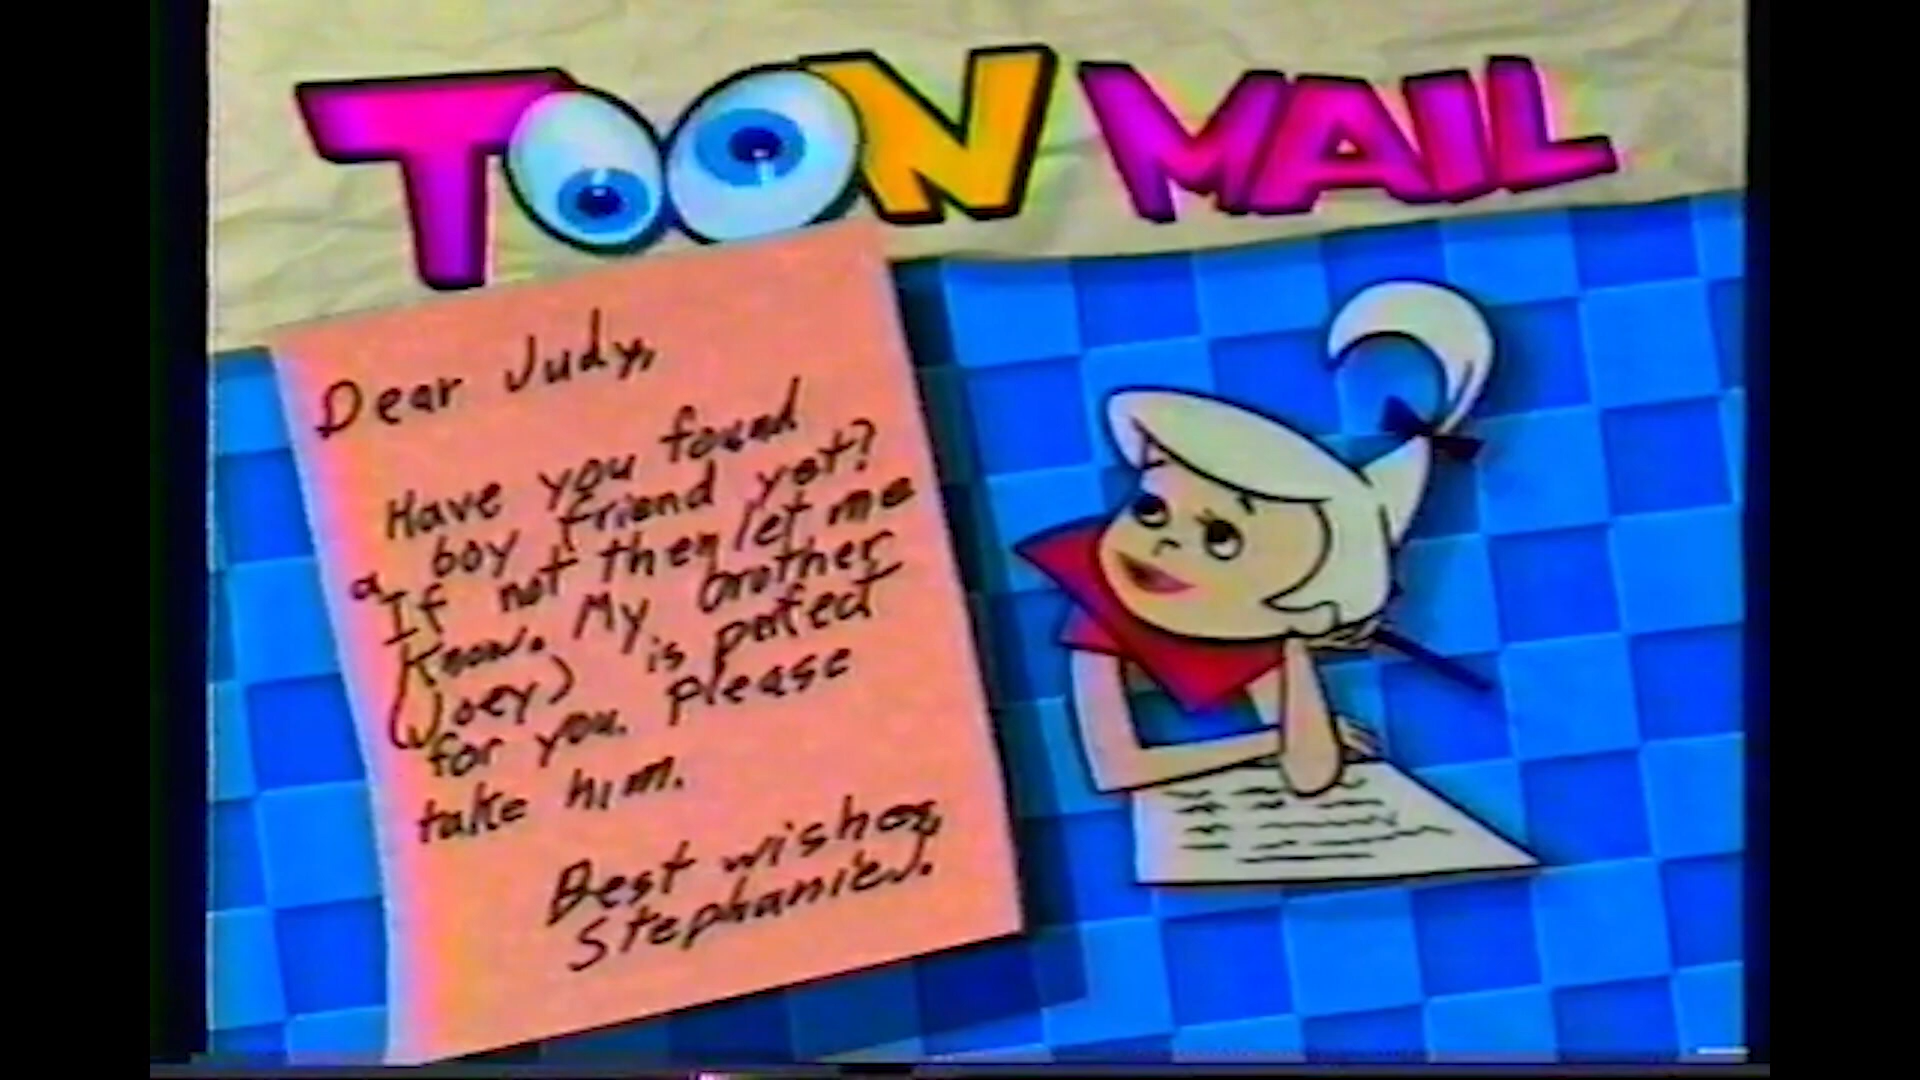 TOON MAIL
Dear Judy,
Have you found
a boy friend yet?
If not then let me
know. My brother
(Joey) is perfect
for you. Please
take him.
Best wishes,
Stephanie J.